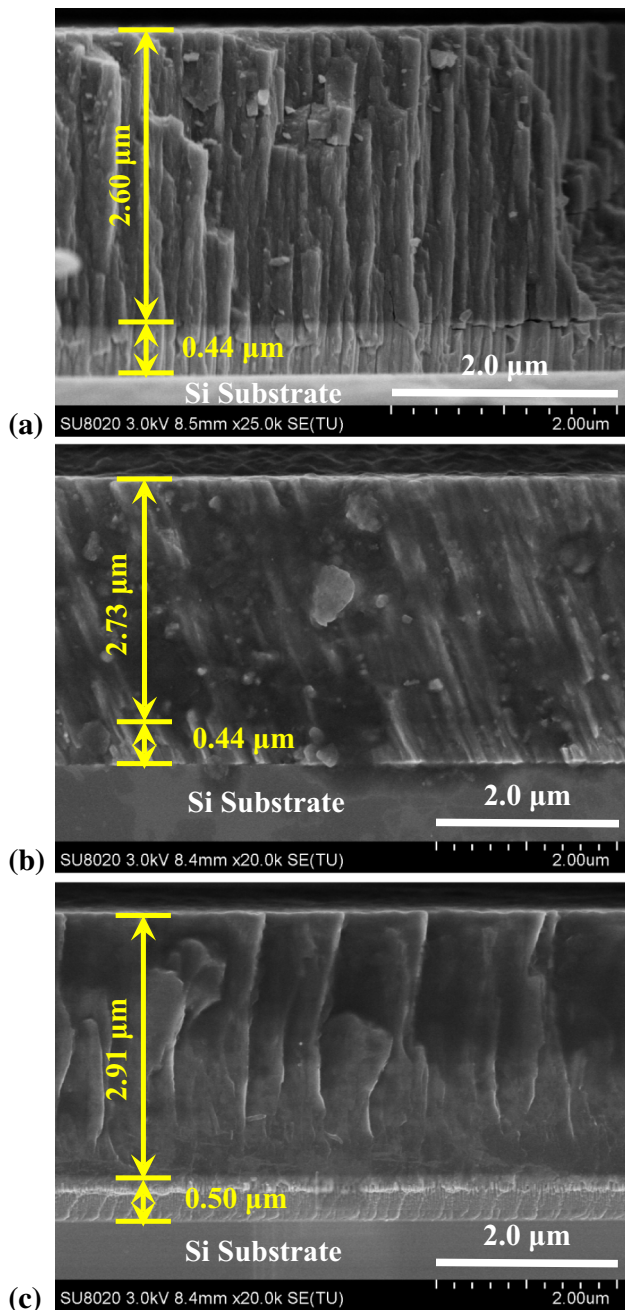 2.60 µm
0.44 µm
2.0 µm
Si Substrate
(a)
SU8020 3.0kV 8.5mm x25.0k SE(TU) 2.00um
2.73 µm
0.44 µm
Si Substrate
2.0 µm
(b)
SU8020 3.0kV 8.4mm x20.0k SE(TU) 2.00um
2.91 µm
0.50 µm
Si Substrate
2.0 µm
(c)
SU8020 3.0kV 8.4mm x20.0k SE(TU) 2.00um